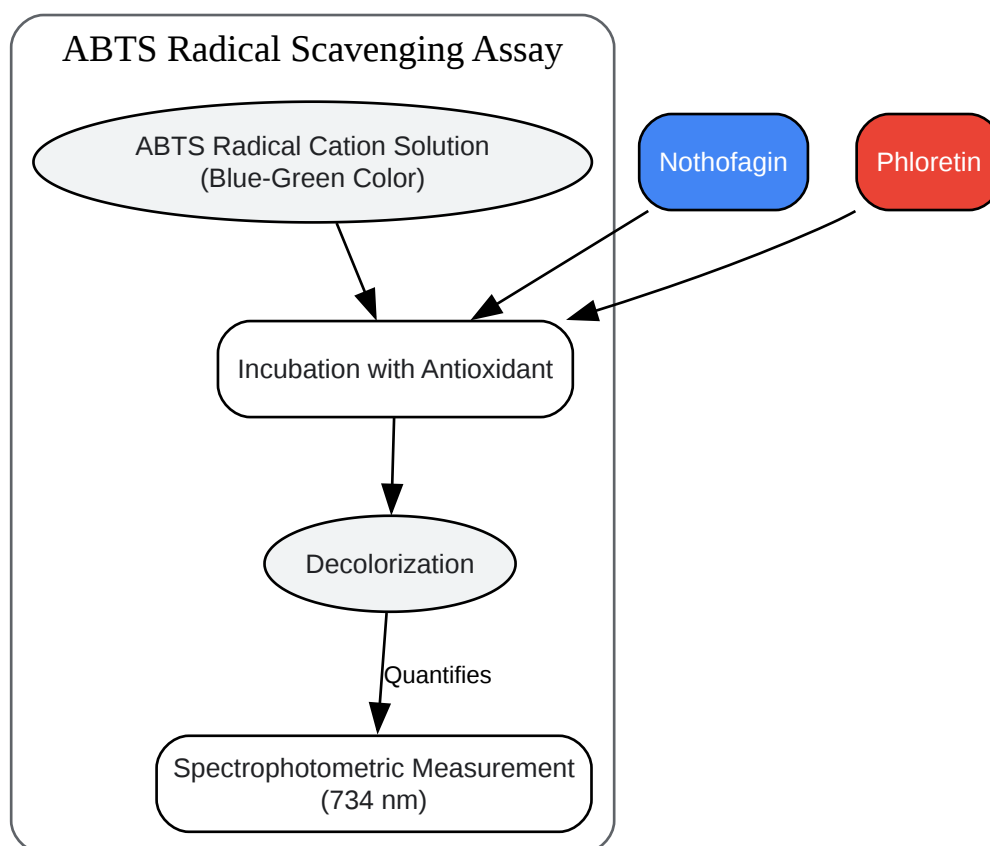 ABTS Radical Scavenging Assay
ABTS Radical Cation Solution
(Blue-Green Color)
Nothofagin
Phloretin
Incubation with Antioxidant
Decolorization
Quantifies
Spectrophotometric Measurement
(734 nm)